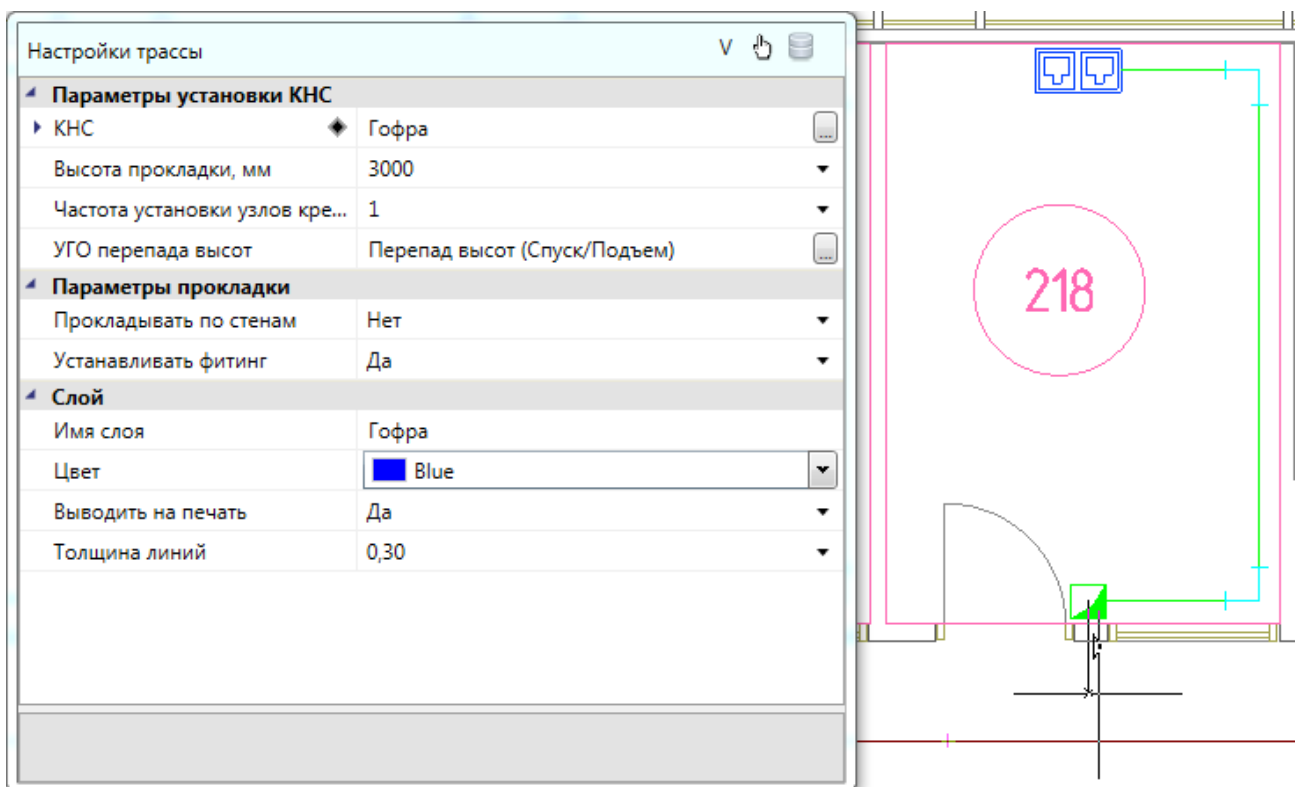 Настройки трассы
V
Параметры установки КНС
КНС Гофра ...
Высота прокладки, мм 3000
Частота установки узлов кре... 1
УГО перепада высот Перепад высот (Спуск/Подъем) ...
Параметры прокладки
Прокладывать по стенам Нет
Устанавливать фитинг Да
Слой
Имя слоя Гофра
Цвет Blue
Выводить на печать Да
Толщина линий 0,30
218